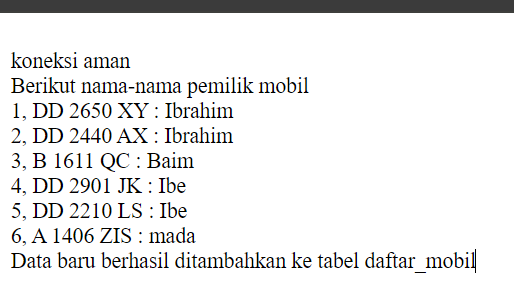 koneksi aman
Berikut nama-nama pemilik mobil
1, DD 2650 XY : Ibrahim
2, DD 2440 AX : Ibrahim
3, B 1611 QC : Baim
4, DD 2901 JK : Ibe
5, DD 2210 LS : Ibe
6, A 1406 ZIS : mada
Data baru berhasil ditambahkan ke tabel daftar_mobil